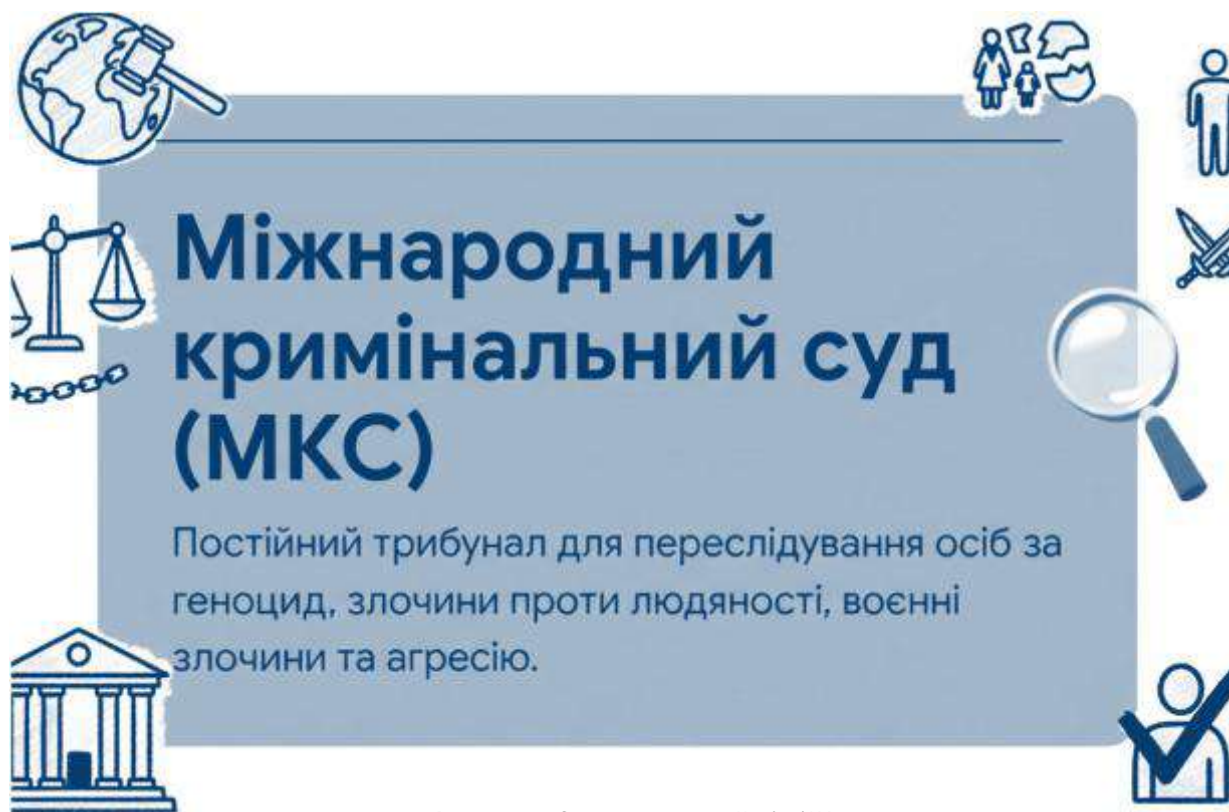 Міжнародний
кримінальний суд
(МКС)
Постійний трибунал для переслідування осіб за
геноцид, злочини проти людяності, воєнні
злочини та агресію.